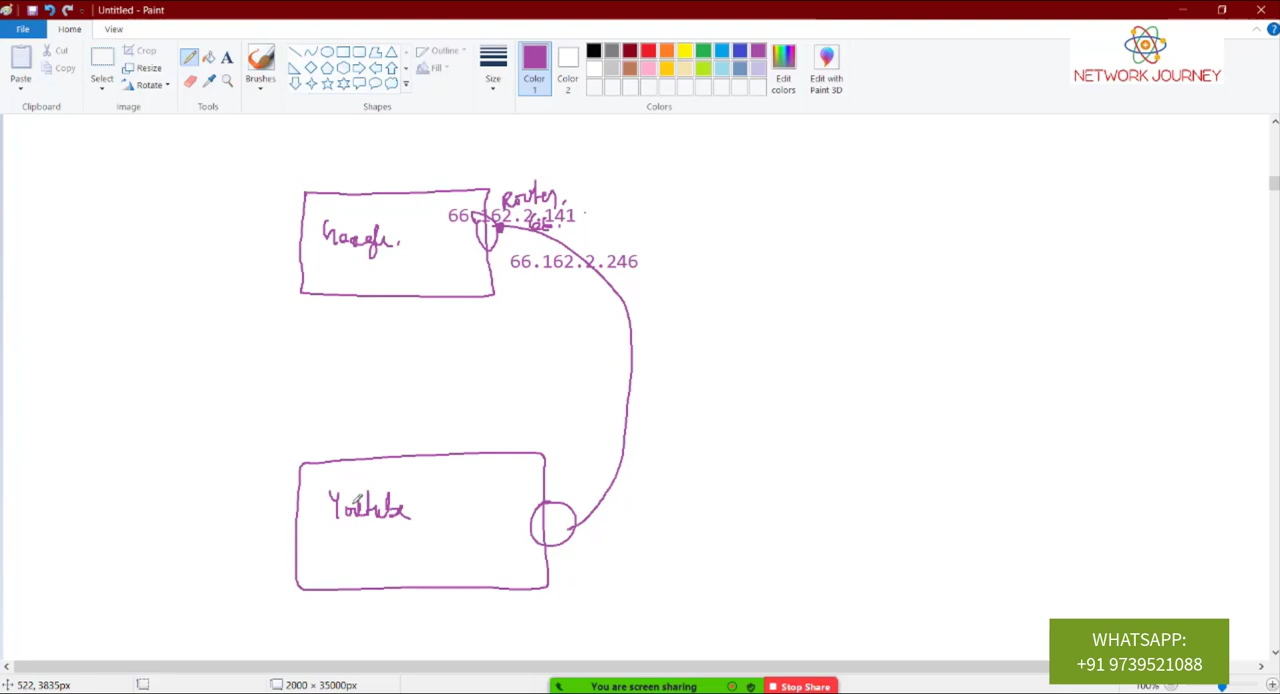 Untitled - Paint
File
Home
View
Paste
Cut
Copy
Clipboard
Select
Crop
Resize
Rotate
Image
Tools
Brushes
Shapes
Outline
Fill
Size
Color
1
Color
2
Colors
Edit
colors
Edit with
Paint 3D
NETWORK JOURNEY
Router.
66.162.2.141
GE.
Google.
66.162.2.246
Youtube
WHATSAPP:
+91 9739521088
522, 3835px
2000 × 35000px
You are screen sharing
Stop Share
100%